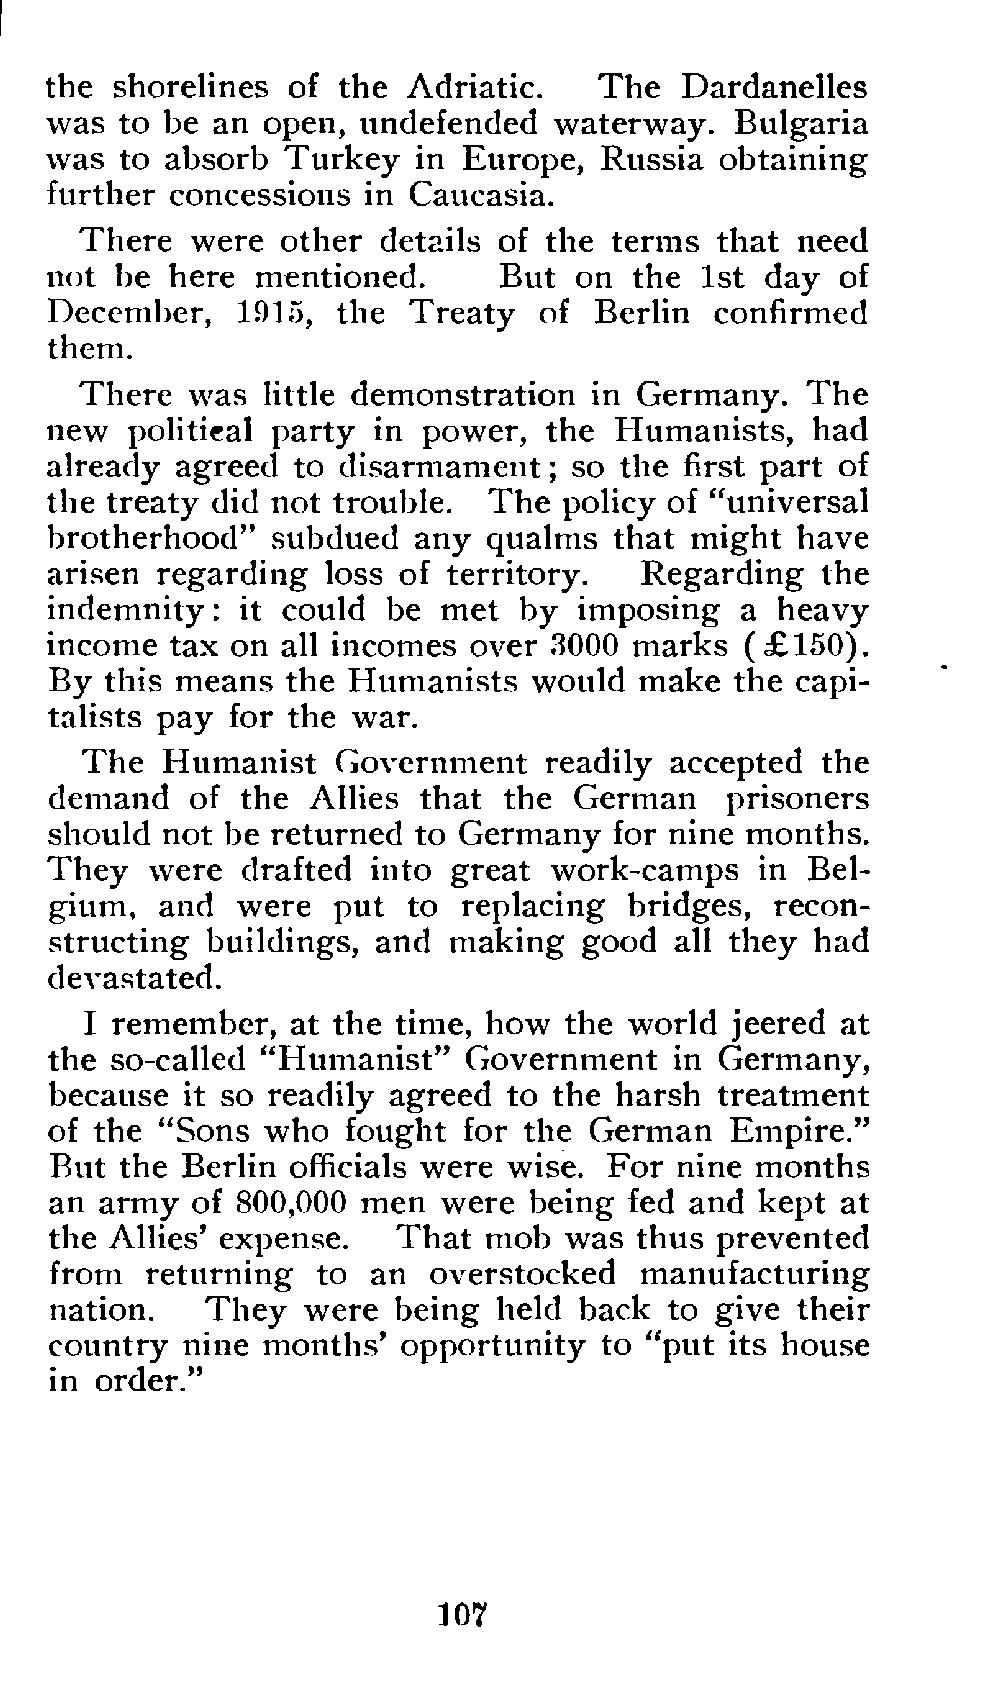 the shorelines of the Adriatic. The Dardanelles
was to be an open, undefended waterway. Bulgaria
was to absorb Turkey in Europe, Russia obtaining
further concessions in Caucasia.
There were other details of the terms that need
not be here mentioned. But on the 1st day of
December, 1915, the Treaty of Berlin confirmed
them.
There was little demonstration in Germany. The
new political party in power, the Humanists, had
already agreed to disarmament; so the first part of
the treaty did not trouble. The policy of "universal
brotherhood" subdued any qualms that might have
arisen regarding loss of territory. Regarding the
indemnity: it could be met by imposing a heavy
income tax on all incomes over 3000 marks (£150).
By this means the Humanists would make the capi-
talists pay for the war.
The Humanist Government readily accepted the
demand of the Allies that the German prisoners
should not be returned to Germany for nine months.
They were drafted into great work-camps in Bel-
gium, and were put to replacing bridges, recon-
structing buildings, and making good all they had
devastated.
I remember, at the time, how the world jeered at
the so-called "Humanist" Government in Germany,
because it so readily agreed to the harsh treatment
of the "Sons who fought for the German Empire."
But the Berlin officials were wise. For nine months
an army of 800,000 men were being fed and kept at
the Allies' expense. That mob was thus prevented
from returning to an overstocked manufacturing
nation. They were being held back to give their
country nine months' opportunity to "put its house
in order."
107